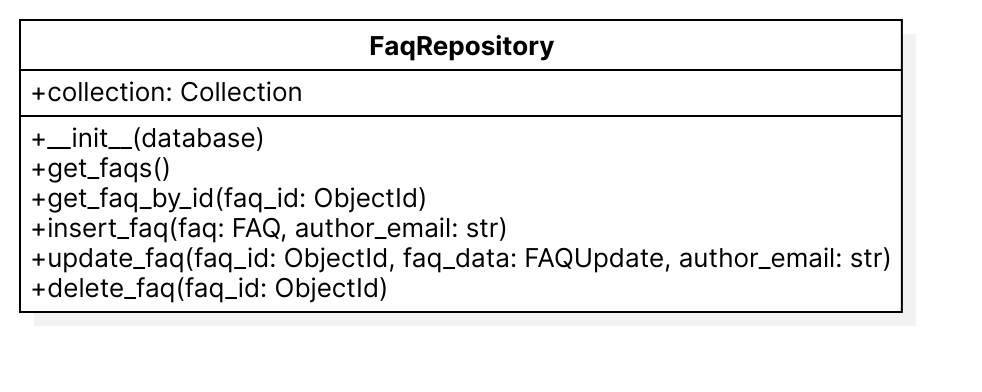 FaqRepository
+collection: Collection
+__init__(database)
+get_faqs()
+get_faq_by_id(faq_id: ObjectId)
+insert_faq(faq: FAQ, author_email: str)
+update_faq(faq_id: ObjectId, faq_data: FAQUpdate, author_email: str)
+delete_faq(faq_id: ObjectId)